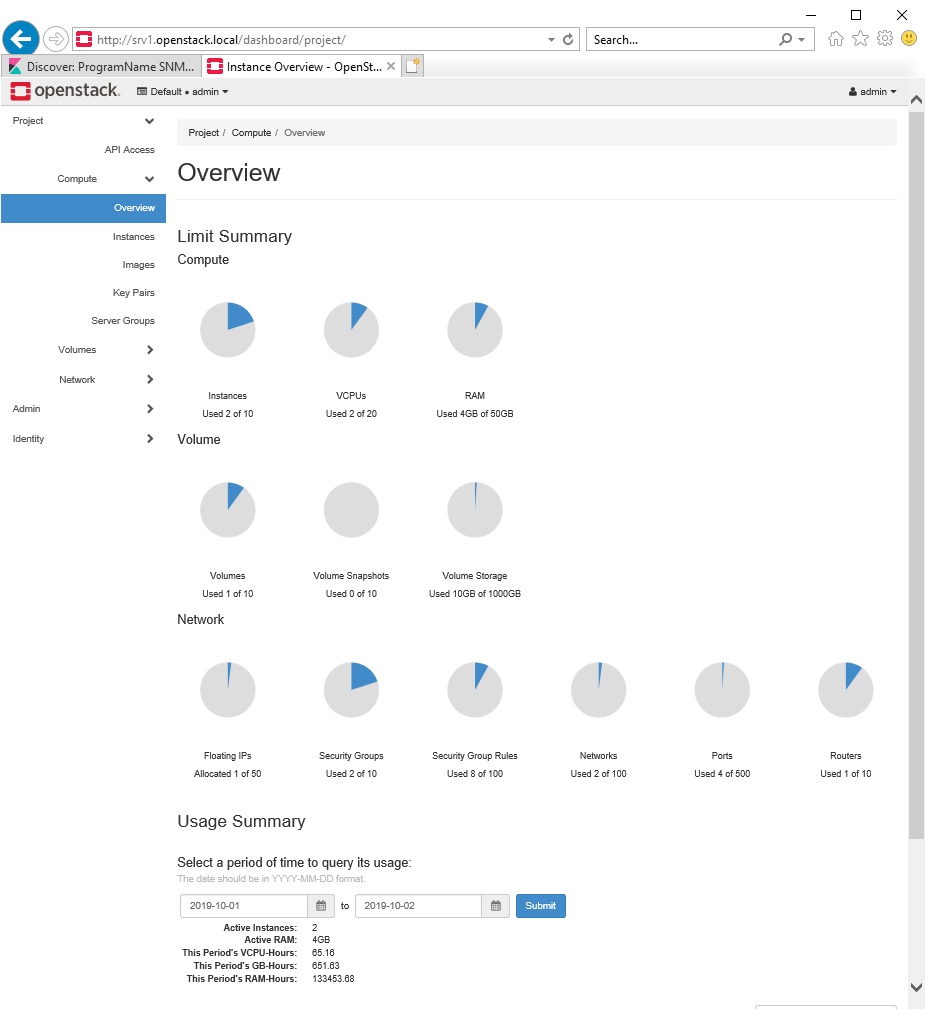 http://srv1.openstack.local/dashboard/project/
Search...
Discover: ProgramName SNM...
Instance Overview - OpenSt...
openstack.
Default • admin
admin
Project
API Access
Compute
Overview
Instances
Images
Key Pairs
Server Groups
Volumes
Network
Admin
Identity
Project / Compute / Overview
Overview
Limit Summary
Compute
Instances
Used 2 of 10
VCPUs
Used 2 of 20
RAM
Used 4GB of 50GB
Volume
Volumes
Used 1 of 10
Volume Snapshots
Used 0 of 10
Volume Storage
Used 10GB of 1000GB
Network
Floating IPs
Allocated 1 of 50
Security Groups
Used 2 of 10
Security Group Rules
Used 8 of 100
Networks
Used 2 of 100
Ports
Used 4 of 500
Routers
Used 1 of 10
Usage Summary
Select a period of time to query its usage:
The date should be in YYYY-MM-DD format.
2019-10-01 to 2019-10-02 Submit
Active Instances: 2
Active RAM: 4GB
This Period's VCPU-Hours: 65.16
This Period's GB-Hours: 651.63
This Period's RAM-Hours: 133453.68